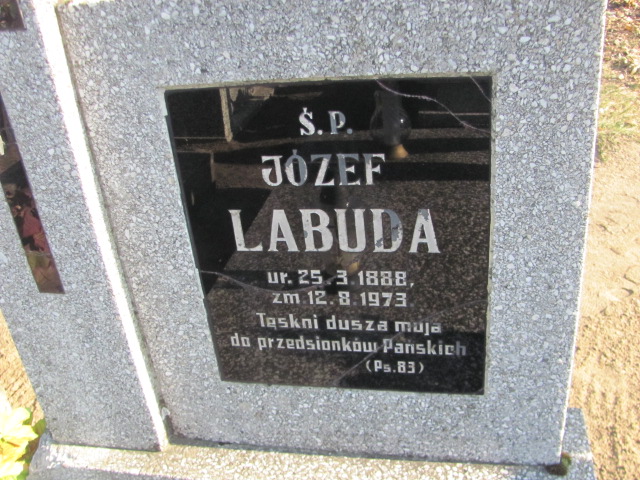 Ś.P.
JÓZEF
LABUDA
ur. 25.3.1888,
zm 12.8.1973
Tęskni dusza moja
do przedsionków Pańskich
(Ps.83)